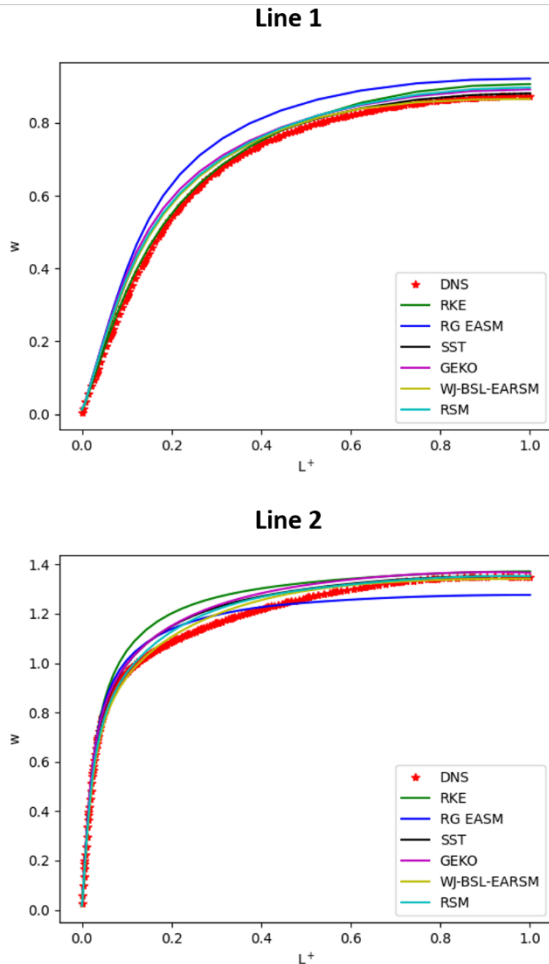 Line 1
0.8
0.6
0.4
0.2
0.0
w
DNS
RKE
RG EASM
SST
GEKO
WJ-BSL-EARSM
RSM
0.0 0.2 0.4 0.6 0.8 1.0
L⁺
Line 2
1.4
1.2
1.0
0.8
0.6
0.4
0.2
0.0
w
DNS
RKE
RG EASM
SST
GEKO
WJ-BSL-EARSM
RSM
0.0 0.2 0.4 0.6 0.8 1.0
L⁺